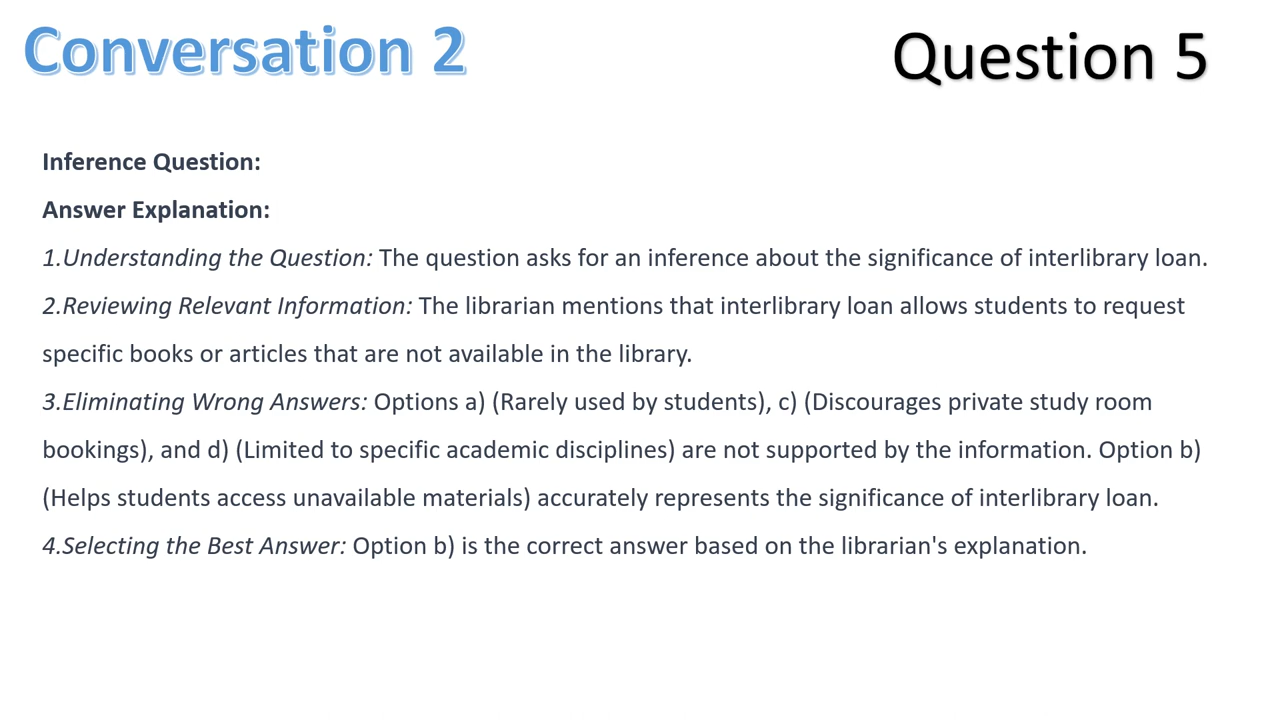 Conversation 2
Question 5
Inference Question:
Answer Explanation:
1.Understanding the Question: The question asks for an inference about the significance of interlibrary loan.
2.Reviewing Relevant Information: The librarian mentions that interlibrary loan allows students to request
specific books or articles that are not available in the library.
3.Eliminating Wrong Answers: Options a) (Rarely used by students), c) (Discourages private study room
bookings), and d) (Limited to specific academic disciplines) are not supported by the information. Option b)
(Helps students access unavailable materials) accurately represents the significance of interlibrary loan.
4.Selecting the Best Answer: Option b) is the correct answer based on the librarian's explanation.